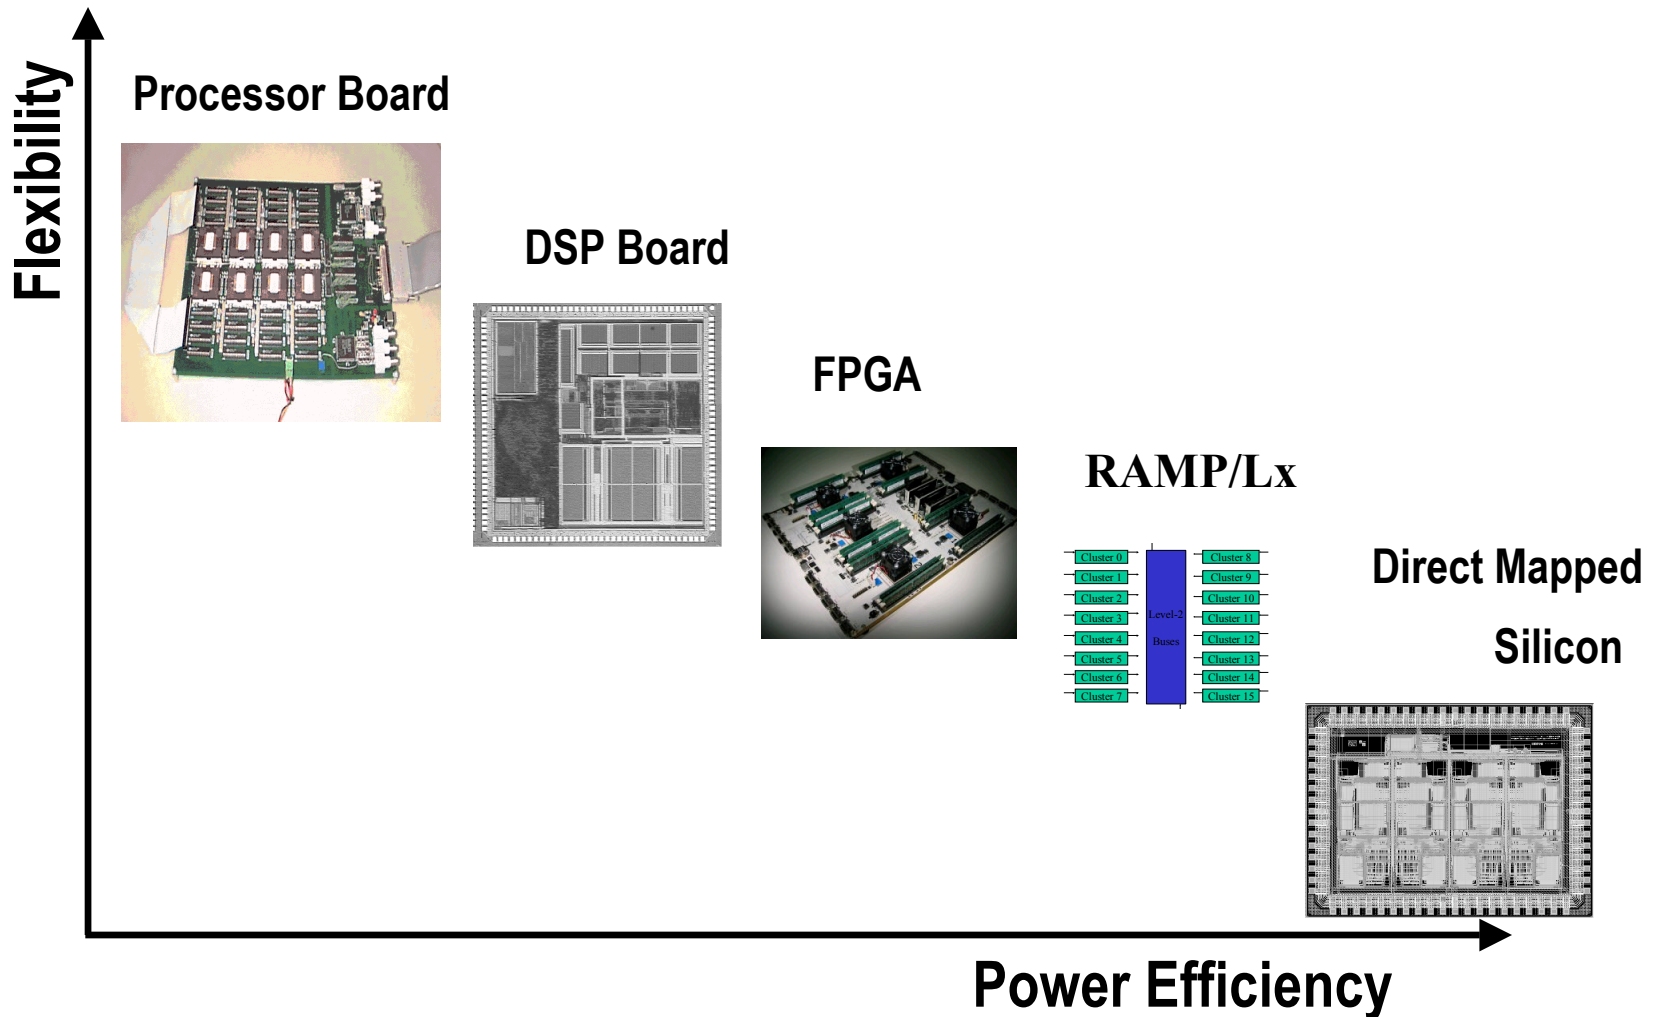 Flexibility
Processor Board
DSP Board
FPGA
RAMP/Lx
Cluster 0
Cluster 1
Cluster 2
Cluster 3
Cluster 4
Cluster 5
Cluster 6
Cluster 7
Level-2
Buses
Cluster 8
Cluster 9
Cluster 10
Cluster 11
Cluster 12
Cluster 13
Cluster 14
Cluster 15
Direct Mapped
Silicon
Power Efficiency